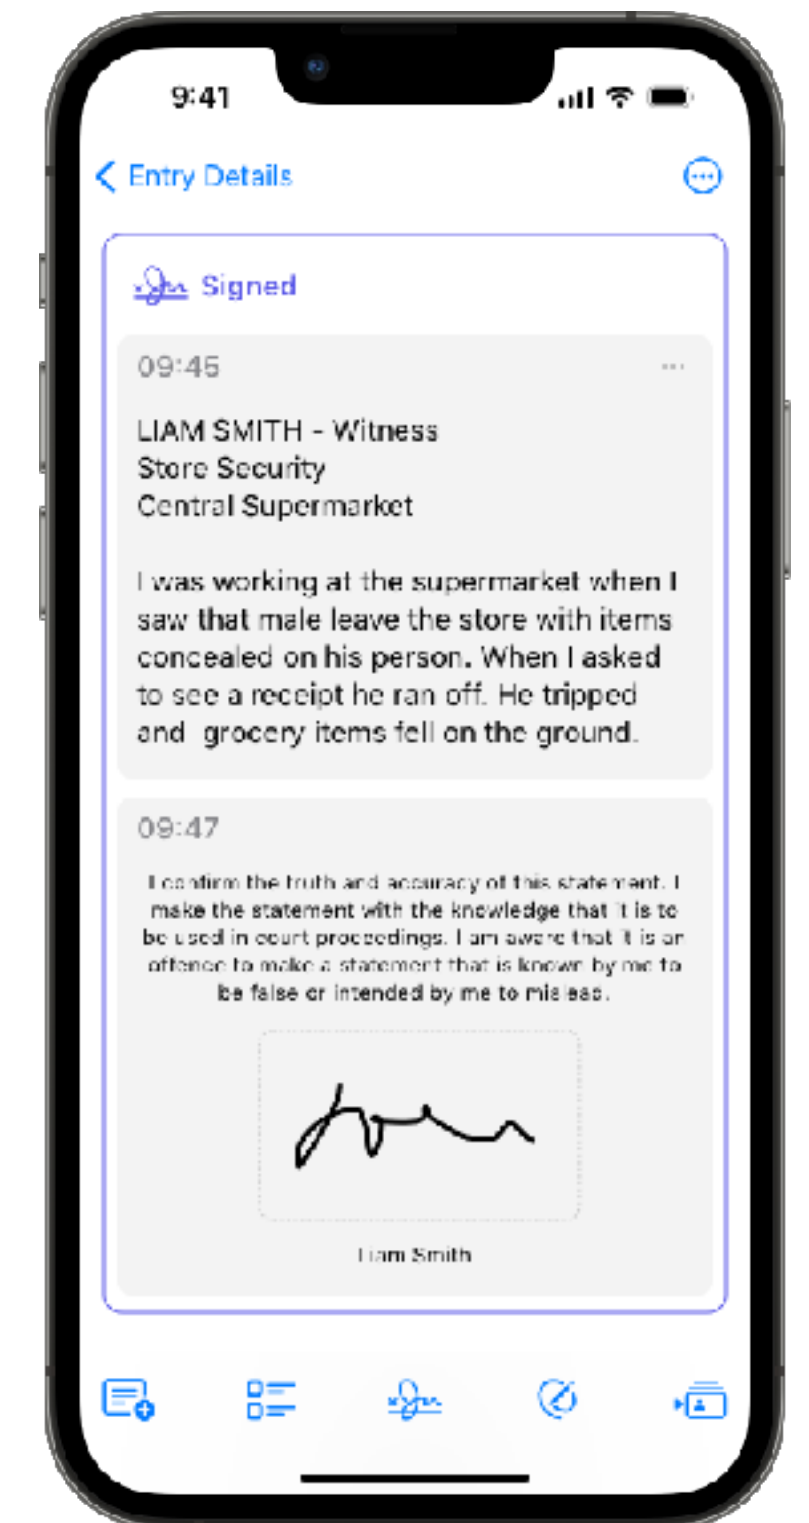 9:41
Entry Details
Signed
09:45
LIAM SMITH - Witness
Store Security
Central Supermarket
I was working at the supermarket when I
saw that male leave the store with items
concealed on his person. When I asked
to see a receipt he ran off. He tripped
and  grocery items fell on the ground.
09:47
I confirm the truth and accuracy of this statement. I
make the statement with the knowledge that it is to
be used in court proceedings. I am aware that it is an
offence to make a statement that is known by me to
be false or intended by me to mislead.
Liam Smith